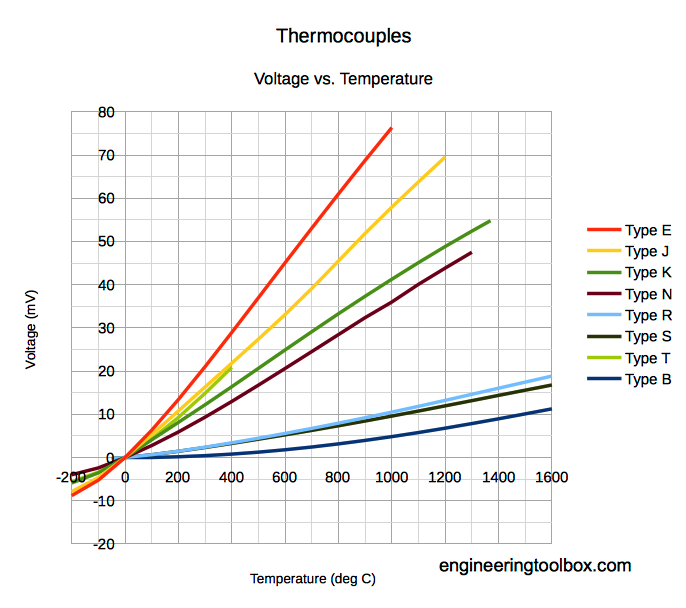 Thermocouples
Voltage vs. Temperature
80
70
60
50
40
30
20
10
0
-10
-20
-200 0 200 400 600 800 1000 1200 1400 1600
Voltage (mV)
Temperature (deg C)
Type E
Type J
Type K
Type N
Type R
Type S
Type T
Type B
engineeringtoolbox.com